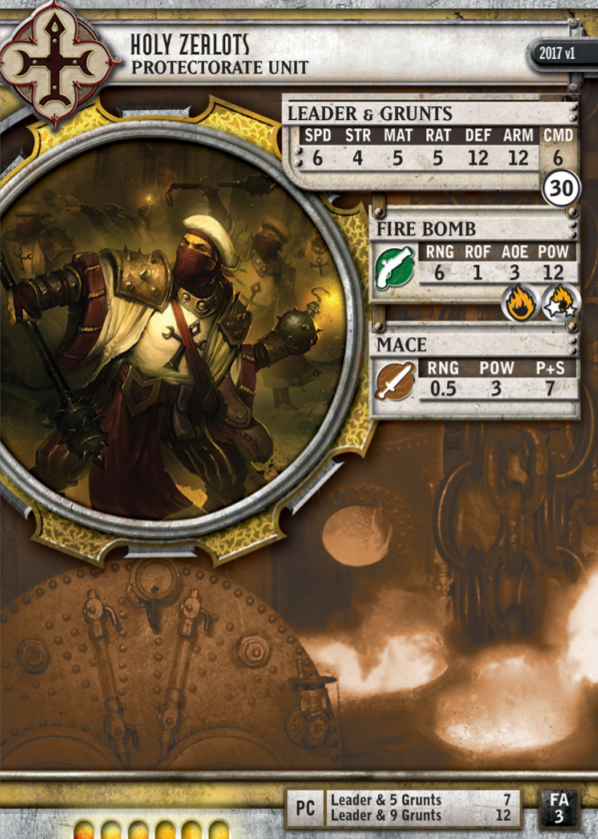 HOLY ZEALOTS
PROTECTORATE UNIT
2017 v1
LEADER & GRUNTS
SPD STR MAT RAT DEF ARM CMD
6 4 5 5 12 12 6
30
FIRE BOMB
RNG ROF AOE POW
6 1 3 12
MACE
RNG POW P+S
0.5 3 7
PC
Leader & 5 Grunts 7
Leader & 9 Grunts 12
FA
3